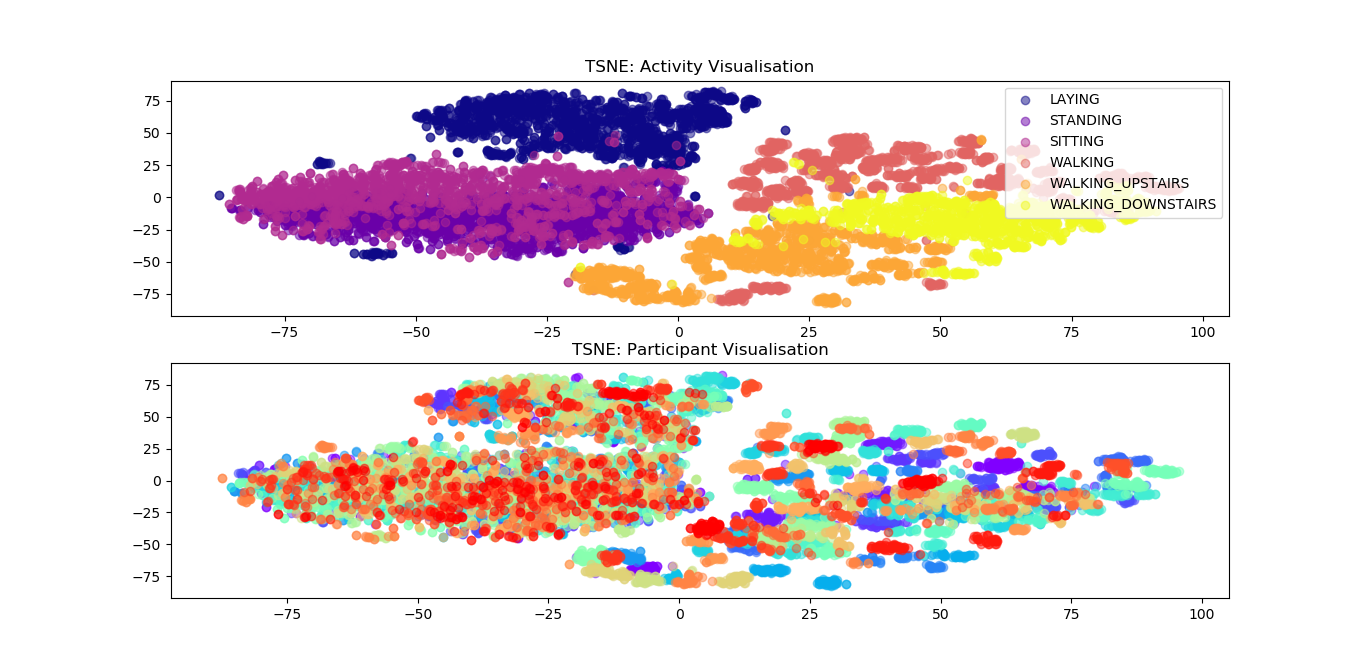 TSNE: Activity Visualisation
75
50
25
0
−25
−50
−75
−75 −50 −25 0 25 50 75 100
LAYING
STANDING
SITTING
WALKING
WALKING_UPSTAIRS
WALKING_DOWNSTAIRS
TSNE: Participant Visualisation
75
50
25
0
−25
−50
−75
−75 −50 −25 0 25 50 75 100